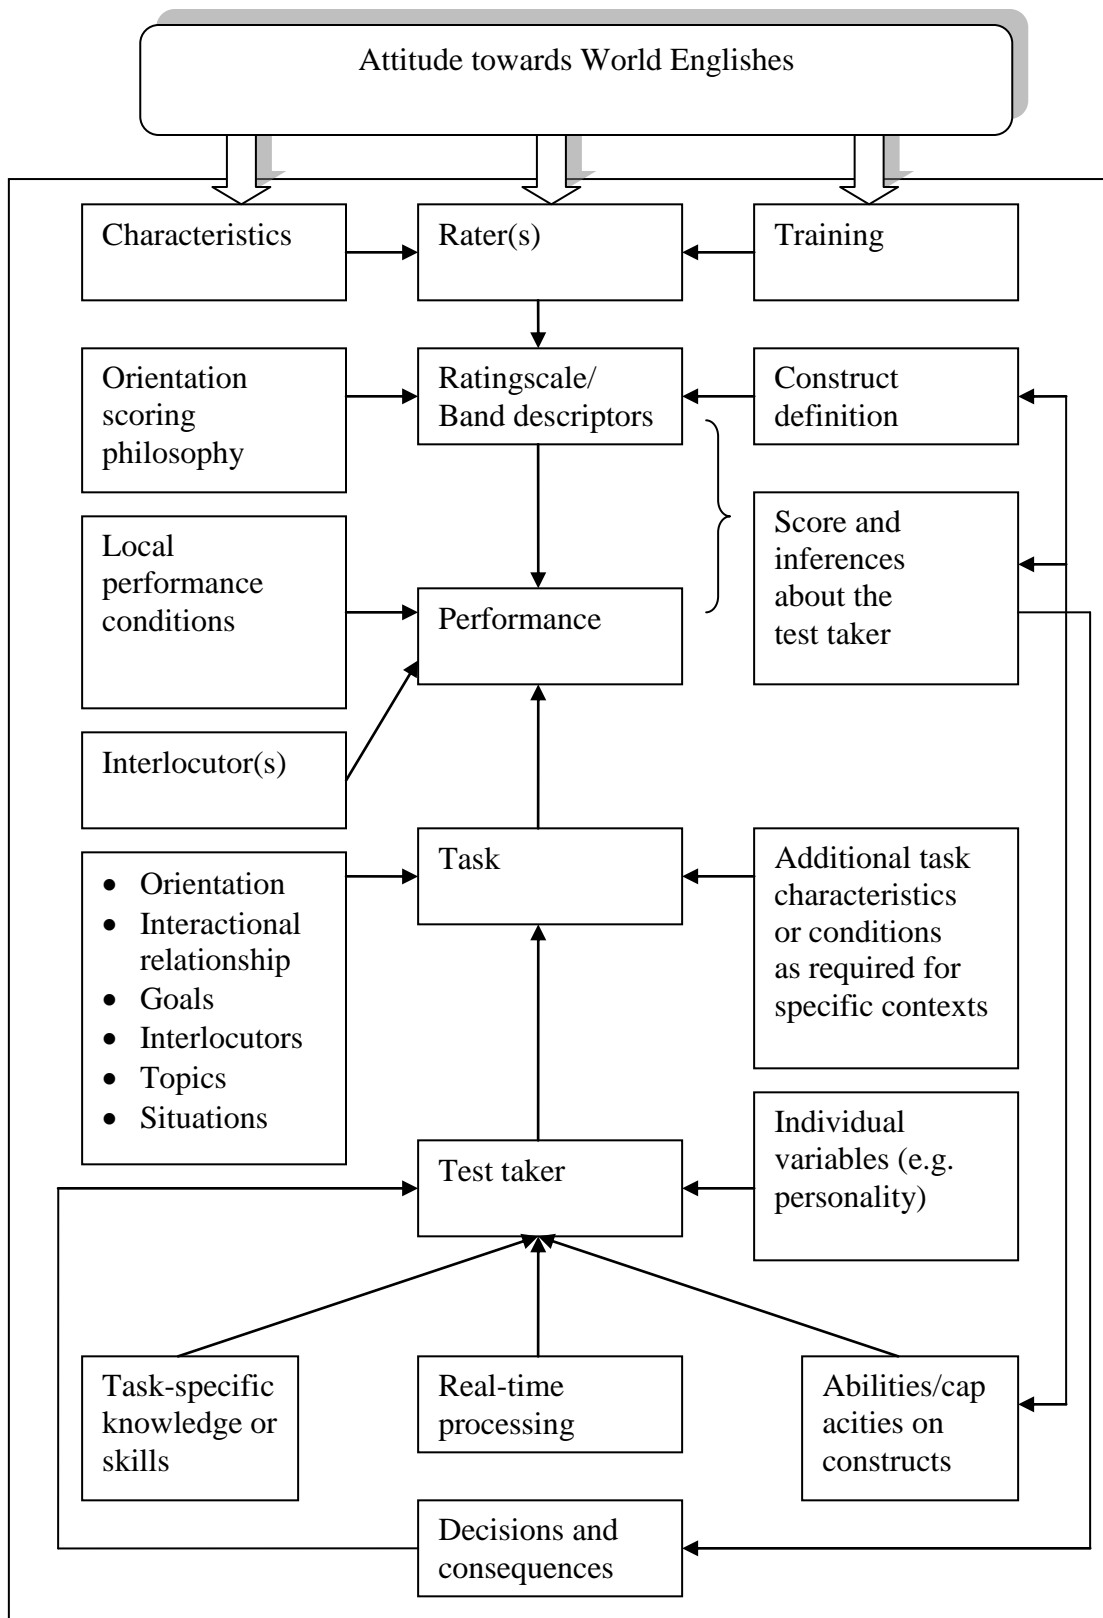 Attitude towards World Englishes
Characteristics
Rater(s)
Training
Orientation
scoring
philosophy
Ratingscale/
Band descriptors
Construct
definition
Local
performance
conditions
Performance
Score and
inferences
about the
test taker
Interlocutor(s)
• Orientation
• Interactional
relationship
• Goals
• Interlocutors
• Topics
• Situations
Task
Additional task
characteristics
or conditions
as required for
specific contexts
Test taker
Individual
variables (e.g.
personality)
Task-specific
knowledge or
skills
Real-time
processing
Abilities/cap
acities on
constructs
Decisions and
consequences